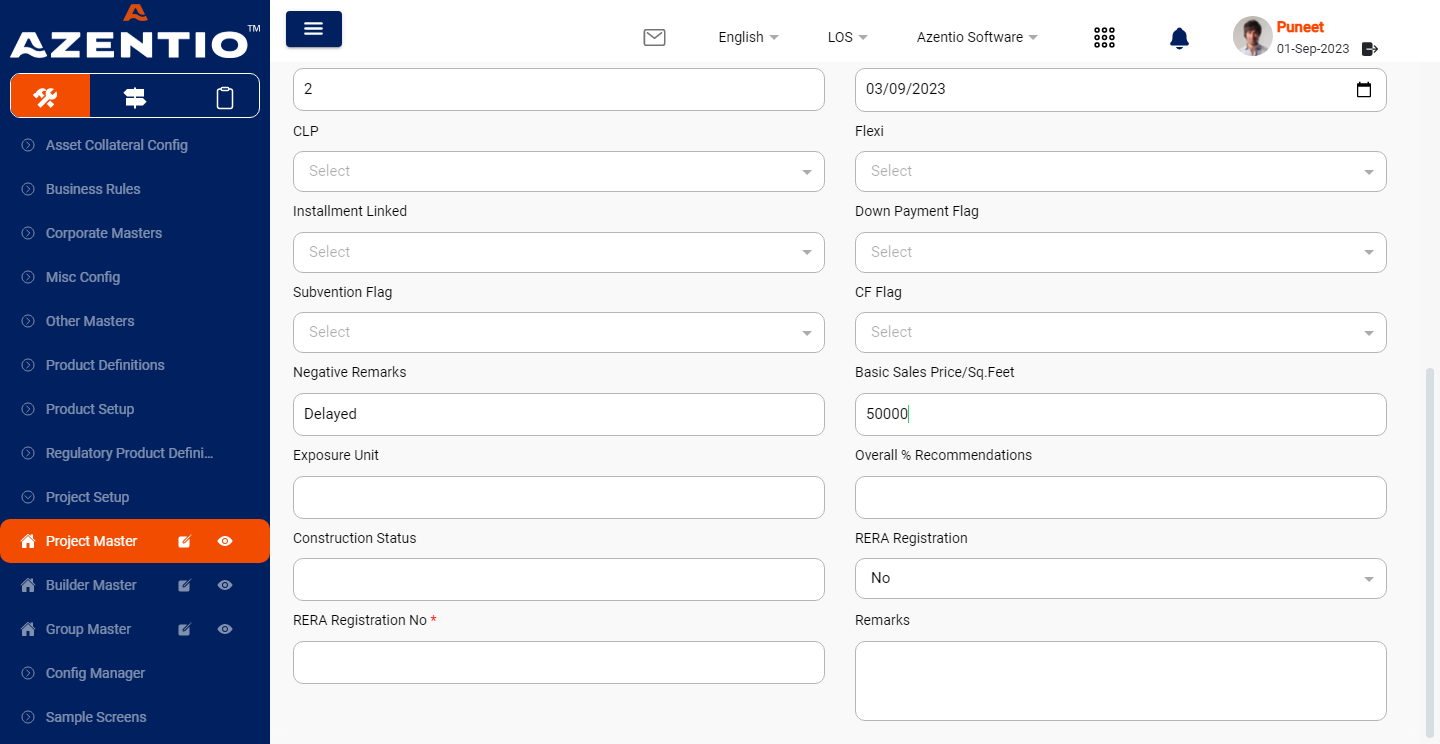 AZENTIO™
English
LOS
Azentio Software
Puneet
01-Sep-2023
Asset Collateral Config
Business Rules
Corporate Masters
Misc Config
Other Masters
Product Definitions
Product Setup
Regulatory Product Defini...
Project Setup
Project Master
Builder Master
Group Master
Config Manager
Sample Screens
2
03/09/2023
CLP
Flexi
Select
Select
Installment Linked
Down Payment Flag
Select
Select
Subvention Flag
CF Flag
Select
Select
Negative Remarks
Basic Sales Price/Sq.Feet
Delayed
50000
Exposure Unit
Overall % Recommendations
Construction Status
RERA Registration
No
RERA Registration No *
Remarks